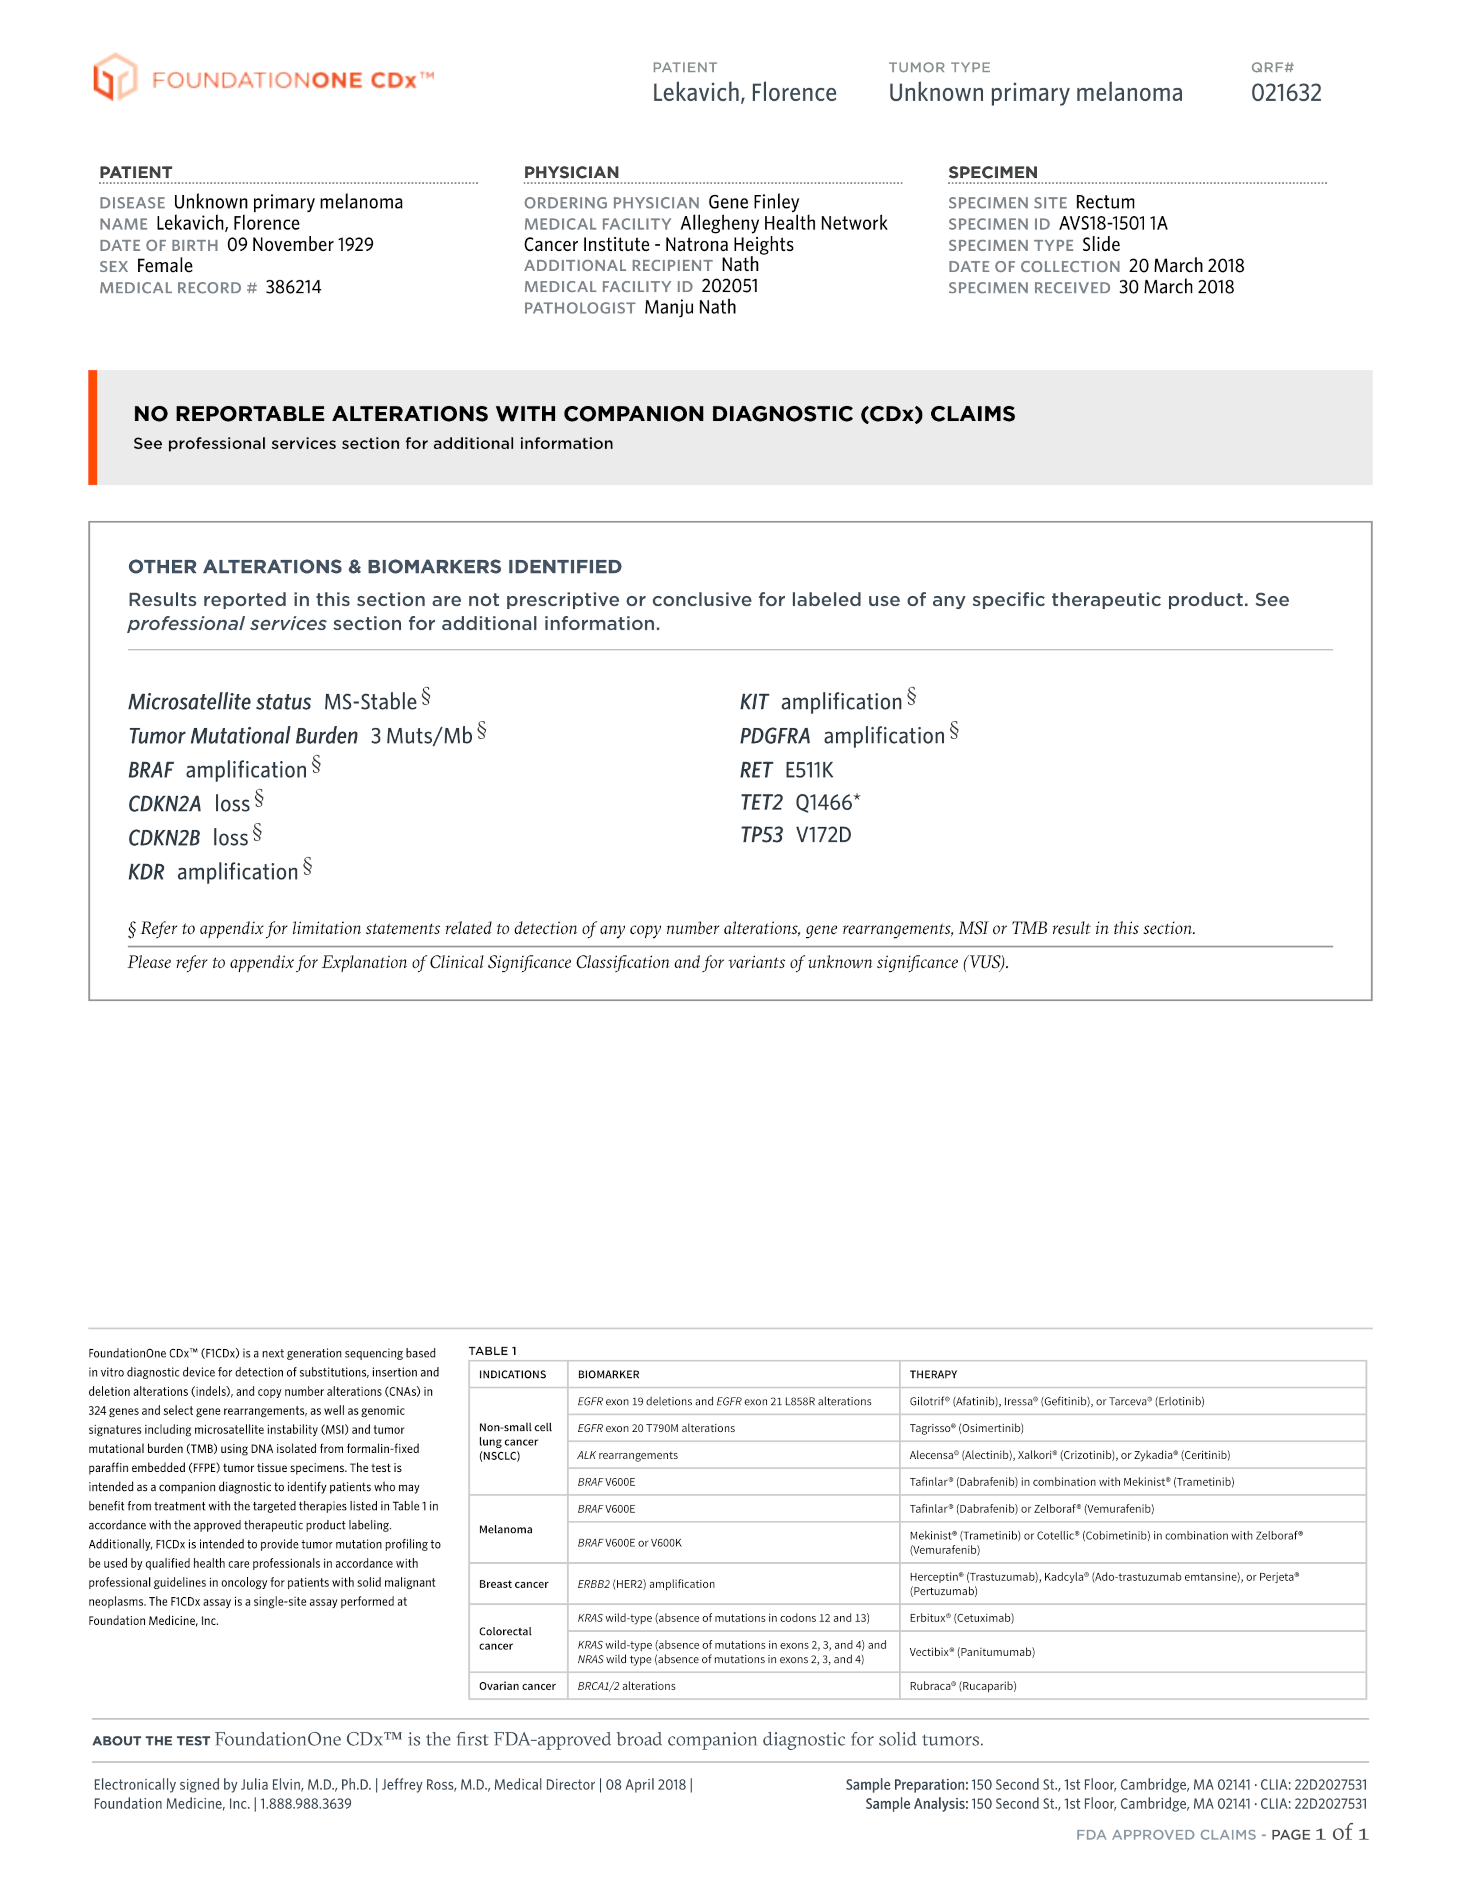 FOUNDATIONONE CDx™
PATIENT
Lekavich, Florence
TUMOR TYPE
Unknown primary melanoma
QRF#
021632
PATIENT
DISEASE Unknown primary melanoma
NAME Lekavich, Florence
DATE OF BIRTH 09 November 1929
SEX Female
MEDICAL RECORD # 386214
PHYSICIAN
ORDERING PHYSICIAN Gene Finley
MEDICAL FACILITY Allegheny Health Network
Cancer Institute - Natrona Heights
ADDITIONAL RECIPIENT Nath
MEDICAL FACILITY ID 202051
PATHOLOGIST Manju Nath
SPECIMEN
SPECIMEN SITE Rectum
SPECIMEN ID AVS18-1501 1A
SPECIMEN TYPE Slide
DATE OF COLLECTION 20 March 2018
SPECIMEN RECEIVED 30 March 2018
NO REPORTABLE ALTERATIONS WITH COMPANION DIAGNOSTIC (CDx) CLAIMS
See professional services section for additional information
OTHER ALTERATIONS & BIOMARKERS IDENTIFIED
Results reported in this section are not prescriptive or conclusive for labeled use of any specific therapeutic product. See
professional services section for additional information.
Microsatellite status MS-Stable §
Tumor Mutational Burden 3 Muts/Mb §
BRAF amplification §
CDKN2A loss §
CDKN2B loss §
KDR amplification §
KIT amplification §
PDGFRA amplification §
RET E511K
TET2 Q1466*
TP53 V172D
§ Refer to appendix for limitation statements related to detection of any copy number alterations, gene rearrangements, MSI or TMB result in this section.
Please refer to appendix for Explanation of Clinical Significance Classification and for variants of unknown significance (VUS).
FoundationOne CDx™ (F1CDx) is a next generation sequencing based
in vitro diagnostic device for detection of substitutions, insertion and
deletion alterations (indels), and copy number alterations (CNAs) in
324 genes and select gene rearrangements, as well as genomic
signatures including microsatellite instability (MSI) and tumor
mutational burden (TMB) using DNA isolated from formalin-fixed
paraffin embedded (FFPE) tumor tissue specimens. The test is
intended as a companion diagnostic to identify patients who may
benefit from treatment with the targeted therapies listed in Table 1 in
accordance with the approved therapeutic product labeling.
Additionally, F1CDx is intended to provide tumor mutation profiling to
be used by qualified health care professionals in accordance with
professional guidelines in oncology for patients with solid malignant
neoplasms. The F1CDx assay is a single-site assay performed at
Foundation Medicine, Inc.
TABLE 1
INDICATIONS BIOMARKER THERAPY
Non-small cell
lung cancer
(NSCLC)
EGFR exon 19 deletions and EGFR exon 21 L858R alterations Gilotrif® (Afatinib), Iressa® (Gefitinib), or Tarceva® (Erlotinib)
EGFR exon 20 T790M alterations Tagrisso® (Osimertinib)
ALK rearrangements Alecensa® (Alectinib), Xalkori® (Crizotinib), or Zykadia® (Ceritinib)
BRAF V600E Tafinlar® (Dabrafenib) in combination with Mekinist® (Trametinib)
Melanoma
BRAF V600E Tafinlar® (Dabrafenib) or Zelboraf® (Vemurafenib)
BRAF V600E or V600K Mekinist® (Trametinib) or Cotellic® (Cobimetinib) in combination with Zelboraf®
(Vemurafenib)
Breast cancer ERBB2 (HER2) amplification Herceptin® (Trastuzumab), Kadcyla® (Ado-trastuzumab emtansine), or Perjeta®
(Pertuzumab)
Colorectal
cancer
KRAS wild-type (absence of mutations in codons 12 and 13) Erbitux® (Cetuximab)
KRAS wild-type (absence of mutations in exons 2, 3, and 4) and
NRAS wild type (absence of mutations in exons 2, 3, and 4) Vectibix® (Panitumumab)
Ovarian cancer BRCA1/2 alterations Rubraca® (Rucaparib)
ABOUT THE TEST FoundationOne CDx™ is the first FDA-approved broad companion diagnostic for solid tumors.
Electronically signed by Julia Elvin, M.D., Ph.D. | Jeffrey Ross, M.D., Medical Director | 08 April 2018 |
Foundation Medicine, Inc. | 1.888.988.3639
Sample Preparation: 150 Second St., 1st Floor, Cambridge, MA 02141 · CLIA: 22D2027531
Sample Analysis: 150 Second St., 1st Floor, Cambridge, MA 02141 · CLIA: 22D2027531
FDA APPROVED CLAIMS - PAGE 1 of 1